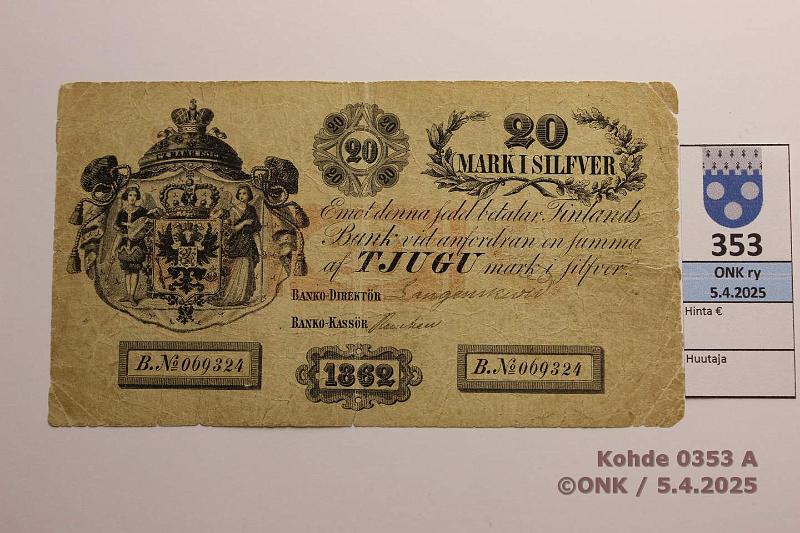 20
20
20
20
20
20
MARK I SILFVER
Emot denna sedel betalar Finlands
Bank vid anfordran en summa
af TJUGU mark i silfver.
BANKO-DIREKTÖR
BANKO-KASSÖR
B. No 069324
1862
B. No 069324
353
ONK ry
5.4.2025
Hinta €
Huutaja
Kohde 0353 A
©ONK / 5.4.2025